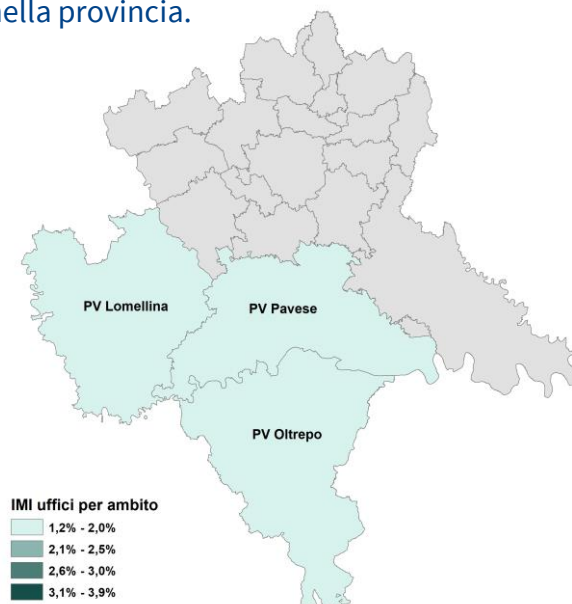 nella provincia.
PV Lomellina
PV Pavese
PV Oltrepo
IMI uffici per ambito
1,2% - 2,0%
2,1% - 2,5%
2,6% - 3,0%
3,1% - 3,9%